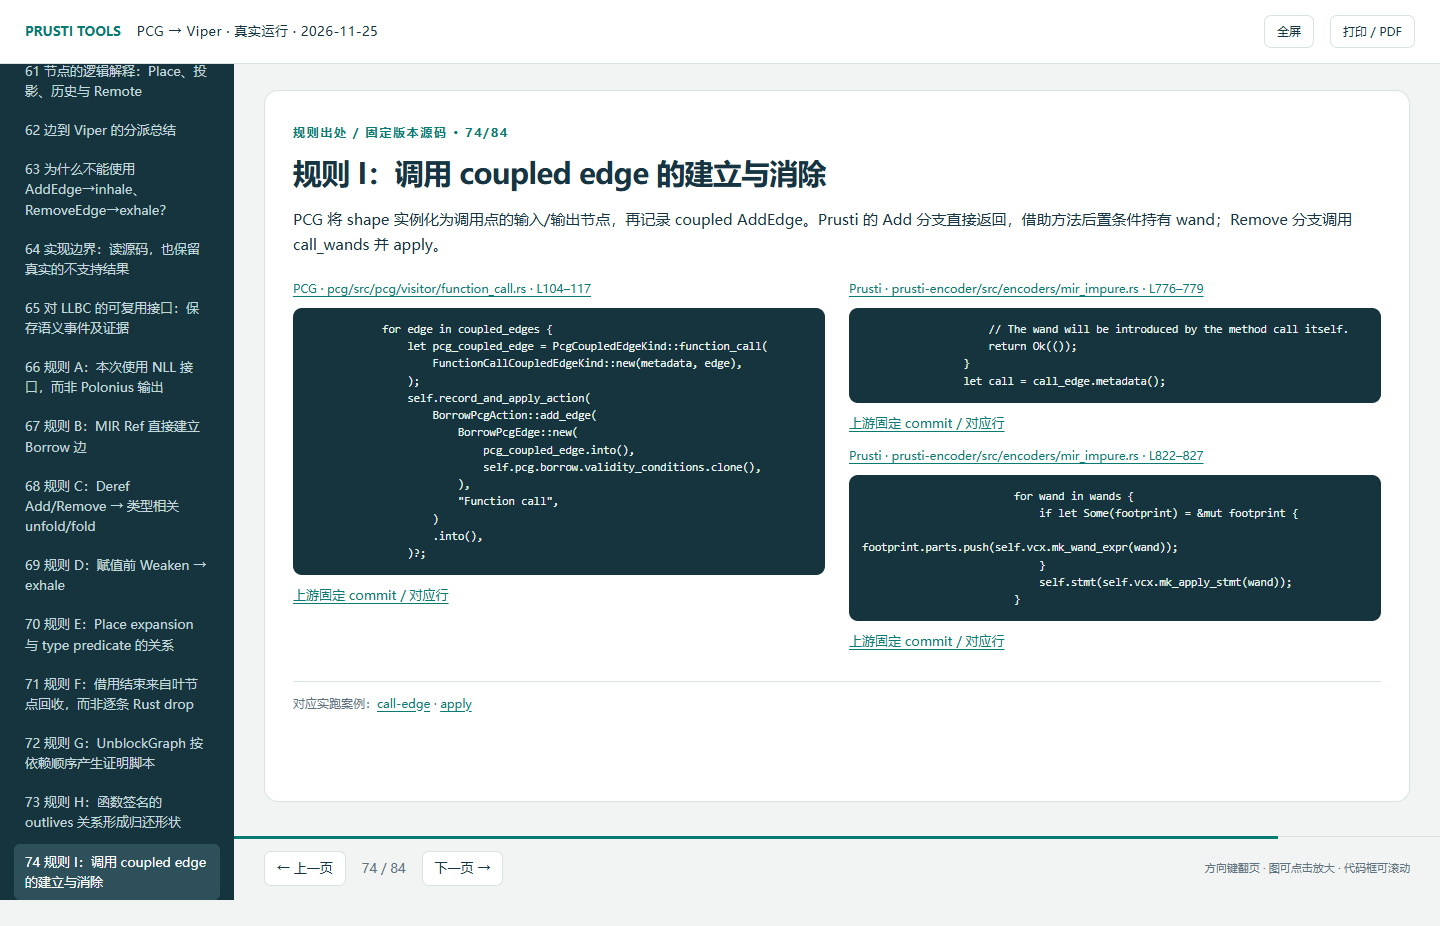 PRUSTI TOOLS PCG → Viper · 真实运行 · 2026-11-25
全屏
打印 / PDF
61 节点的逻辑解释：Place、投
影、历史与 Remote
62 边到 Viper 的分派总结
63 为什么不能使用
AddEdge→inhale、
RemoveEdge→exhale？
64 实现边界：读源码，也保留
真实的不支持结果
65 对 LLBC 的可复用接口：保
存语义事件及证据
66 规则 A：本次使用 NLL 接
口，而非 Polonius 输出
67 规则 B：MIR Ref 直接建立
Borrow 边
68 规则 C：Deref
Add/Remove → 类型相关
unfold/fold
69 规则 D：赋值前 Weaken →
exhale
70 规则 E：Place expansion
与 type predicate 的关系
71 规则 F：借用结束来自叶节
点回收，而非逐条 Rust drop
72 规则 G：UnblockGraph 按
依赖顺序产生证明脚本
73 规则 H：函数签名的
outlives 关系形成归还形状
74 规则 I：调用 coupled edge
的建立与消除
规则出处 / 固定版本源码 • 74/84
规则 I：调用 coupled edge 的建立与消除
PCG 将 shape 实例化为调用点的输入/输出节点，再记录 coupled AddEdge。Prusti 的 Add 分支直接返回，借助方法后置条件持有 wand；Remove 分支调用
call_wands 并 apply。
PCG · pcg/src/pcg/visitor/function_call.rs · L104–117
for edge in coupled_edges {
let pcg_coupled_edge = PcgCoupledEdgeKind::function_call(
FunctionCallCoupledEdgeKind::new(metadata, edge),
);
self.record_and_apply_action(
BorrowPcgAction::add_edge(
BorrowPcgEdge::new(
pcg_coupled_edge.into(),
self.pcg.borrow.validity_conditions.clone(),
),
"Function call",
)
.into(),
)?;
上游固定 commit / 对应行
Prusti · prusti-encoder/src/encoders/mir_impure.rs · L776–779
// The wand will be introduced by the method call itself.
return Ok(());
}
let call = call_edge.metadata();
上游固定 commit / 对应行
Prusti · prusti-encoder/src/encoders/mir_impure.rs · L822–827
for wand in wands {
if let Some(footprint) = &mut footprint {
footprint.parts.push(self.vcx.mk_wand_expr(wand));
}
self.stmt(self.vcx.mk_apply_stmt(wand));
}
上游固定 commit / 对应行
对应实跑案例：call-edge · apply
← 上一页
74 / 84
下一页 →
方向键翻页 · 图可点击放大 · 代码框可滚动